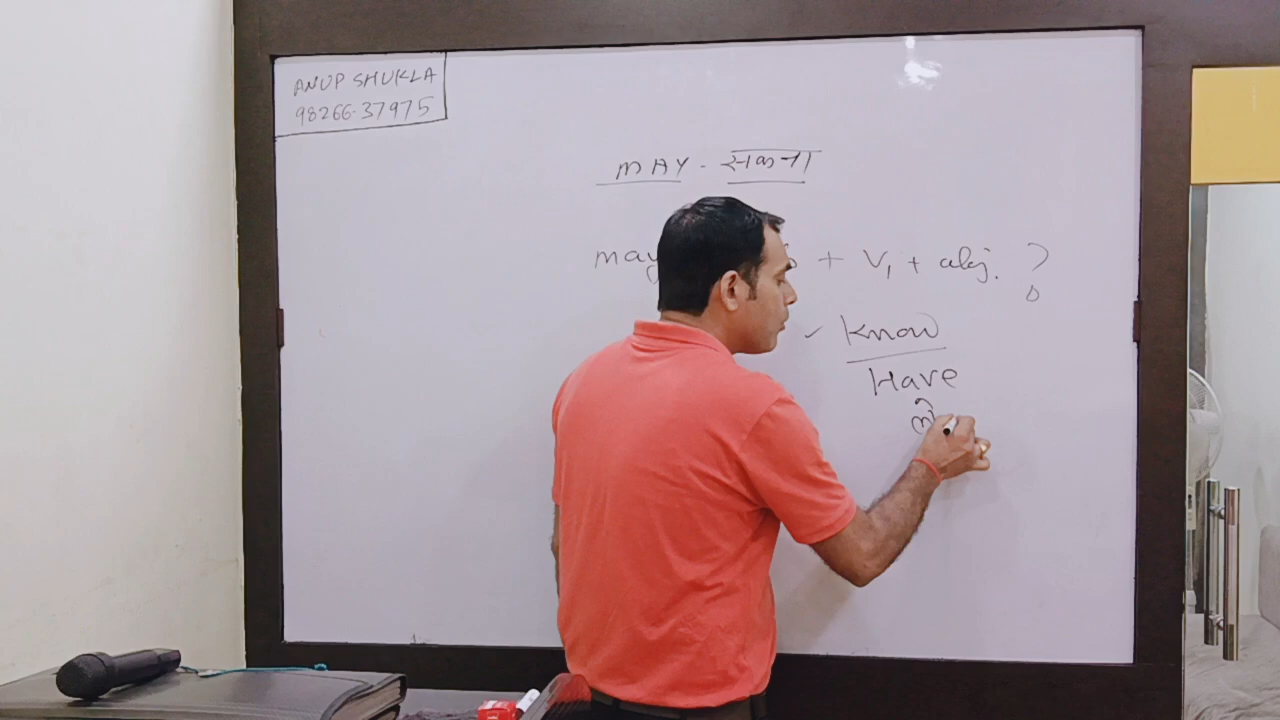 ANUP SHUKLA
98266-37975
MAY - सकना
may + V1 + obj. ?
✓ Know
Have